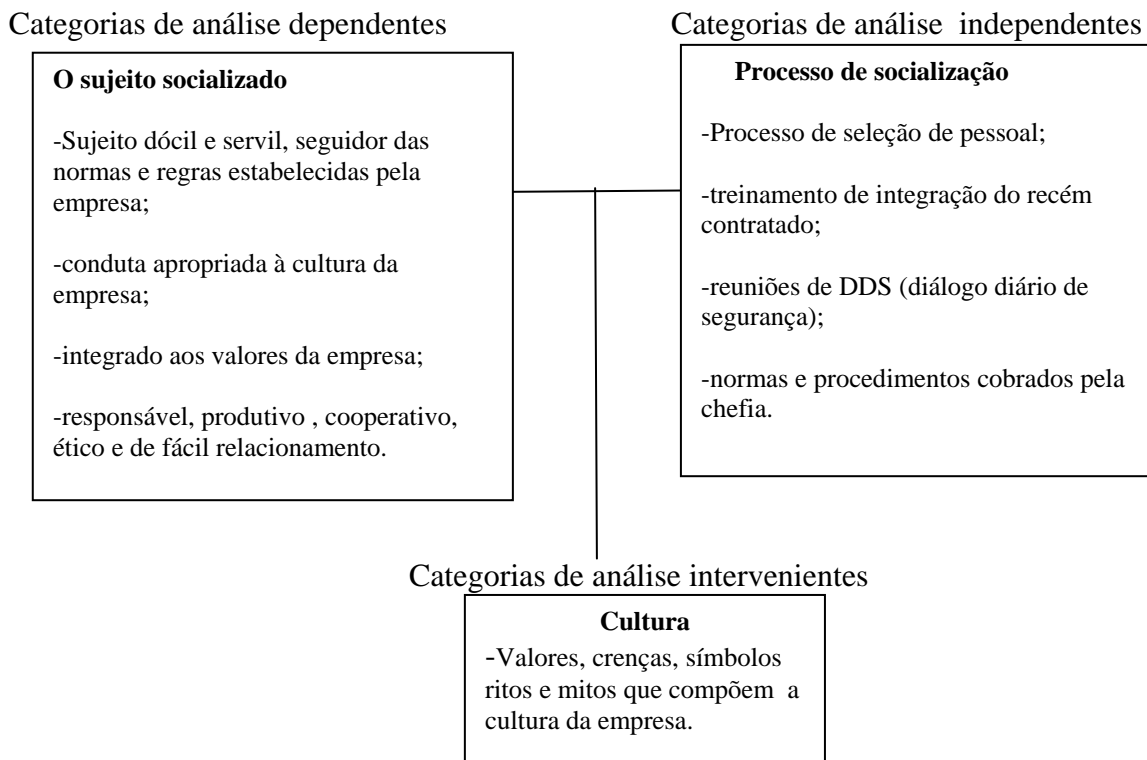 Categorias de análise dependentes
O sujeito socializado
-Sujeito dócil e servil, seguidor das
normas e regras estabelecidas pela
empresa;
-conduta apropriada à cultura da
empresa;
-integrado aos valores da empresa;
-responsável, produtivo , cooperativo,
ético e de fácil relacionamento.
Categorias de análise  independentes
Processo de socialização
-Processo de seleção de pessoal;
-treinamento de integração do recém
contratado;
-reuniões de DDS (diálogo diário de
segurança);
-normas e procedimentos cobrados pela
chefia.
Categorias de análise intervenientes
Cultura
-Valores, crenças, símbolos
ritos e mitos que compõem  a
cultura da empresa.